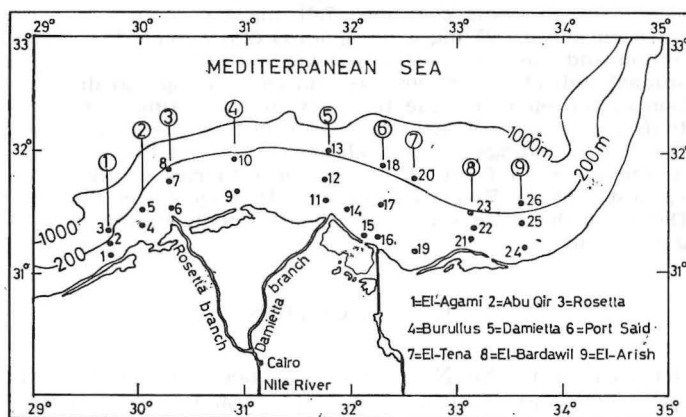 29° 30° 31° 32° 33° 34° 35°
33° 33°
MEDITERRANEAN SEA
1 2 3 4 5 6 7 8 9
1000m
200m
32° 32°
13
8 10 18
7 12 20
3 5 6 9 11 14 17 23 26
2 4 15 16 22 25
1 19 21 24
1000
200
31° 31°
Rosetta branch
Damietta branch
1=El-Agami 2=Abu Qir 3=Rosetta
4=Burullus 5=Damietta 6=Port Said
7=El-Tena 8=El-Bardawil 9=El-Arish
Cairo
Nile River
29° 30° 31° 32° 33° 34° 35°